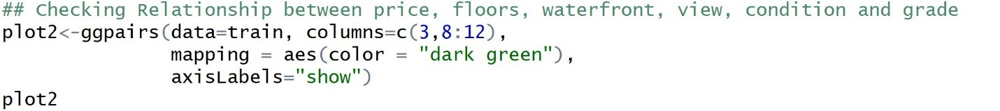 ## Checking Relationship between price, floors, waterfront, view, condition and grade
plot2<-ggpairs(data=train, columns=c(3,8:12),
               mapping = aes(color = "dark green"),
               axisLabels="show")
plot2